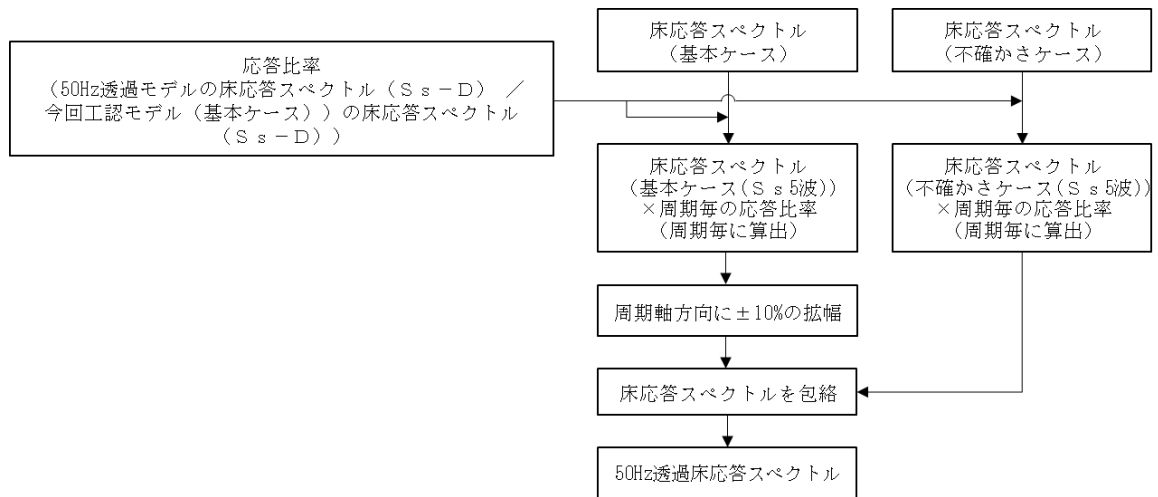 応答比率
（50Hz透過モデルの床応答スペクトル（Ｓｓ－Ｄ）　／
今回工認モデル（基本ケース））の床応答スペクトル
（Ｓｓ－Ｄ））
床応答スペクトル
（基本ケース）
床応答スペクトル
（不確かさケース）
床応答スペクトル
（基本ケース(Ｓｓ5波)）
×周期毎の応答比率
（周期毎に算出）
床応答スペクトル
（不確かさケース(Ｓｓ5波)）
×周期毎の応答比率
（周期毎に算出）
周期軸方向に±10%の拡幅
床応答スペクトルを包絡
50Hz透過床応答スペクトル